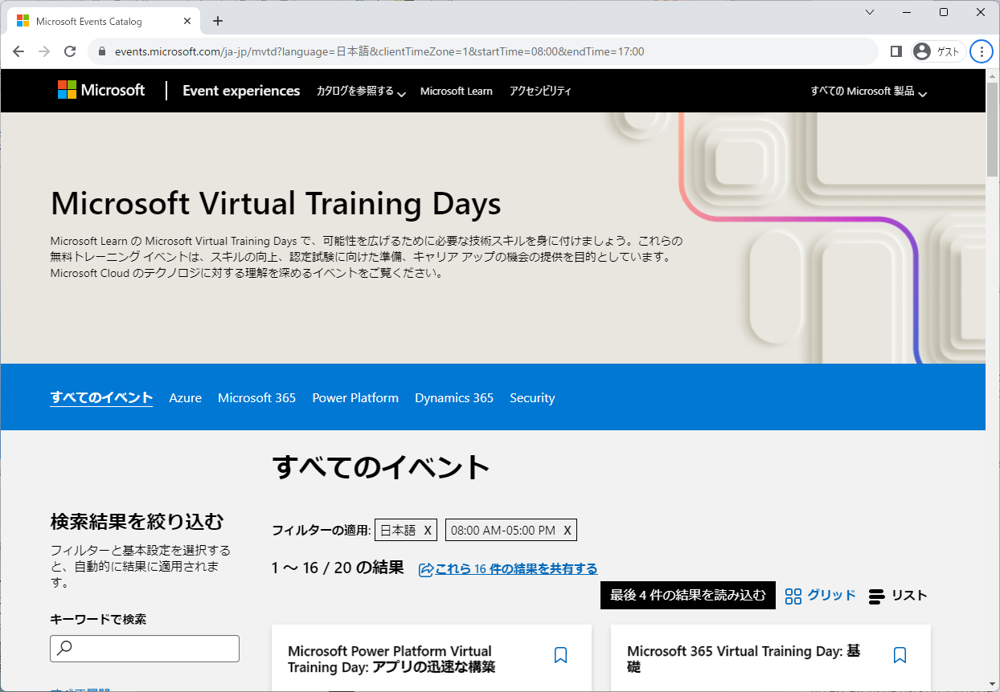 Microsoft Events Catalog
events.microsoft.com/ja-jp/mvtd?language=日本語&clientTimeZone=1&startTime=08:00&endTime=17:00
ゲスト
Microsoft
Event experiences
カタログを参照する
Microsoft Learn
アクセシビリティ
すべての Microsoft 製品
Microsoft Virtual Training Days
Microsoft Learn の Microsoft Virtual Training Days で、可能性を広げるために必要な技術スキルを身に付けましょう。これらの
無料トレーニング イベントは、スキルの向上、認定試験に向けた準備、キャリア アップの機会の提供を目的としています。
Microsoft Cloud のテクノロジに対する理解を深めるイベントをご覧ください。
すべてのイベント
Azure
Microsoft 365
Power Platform
Dynamics 365
Security
すべてのイベント
検索結果を絞り込む
フィルターと基本設定を選択する
と、自動的に結果に適用されま
す。
キーワードで検索
フィルターの適用: 日本語 X 08:00 AM-05:00 PM X
1 ～ 16 / 20 の結果
これら 16 件の結果を共有する
最後 4 件の結果を読み込む
グリッド
リスト
Microsoft Power Platform Virtual
Training Day: アプリの迅速な構築
Microsoft 365 Virtual Training Day: 基
礎